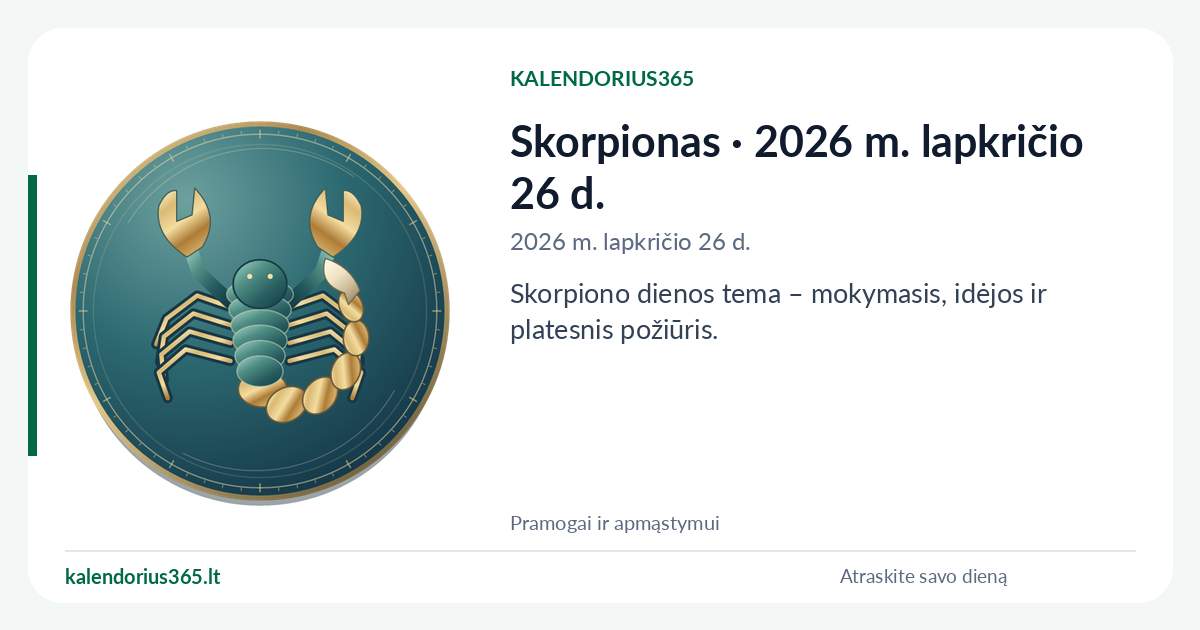 KALENDORIUS365
Skorpionas · 2026 m. lapkričio
26 d.
2026 m. lapkričio 26 d.
Skorpiono dienos tema – mokymasis, idėjos ir
platesnis požiūris.
Pramogai ir apmąstymui
kalendorius365.lt
Atraskite savo dieną